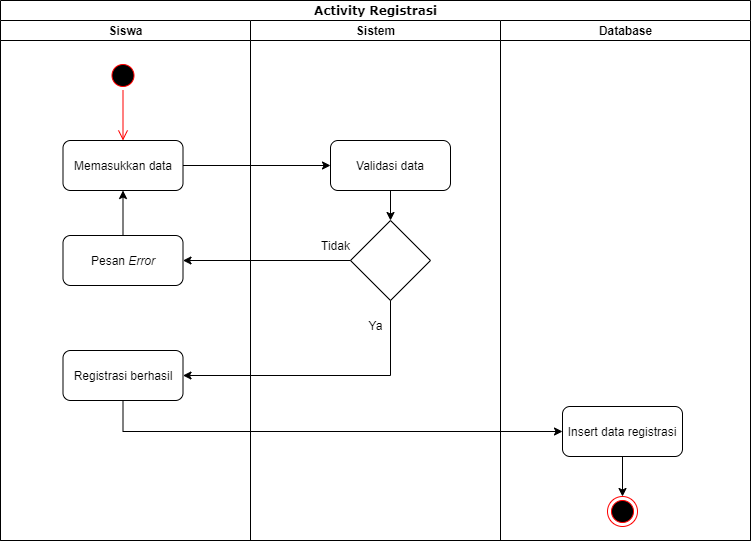 Activity Registrasi
Siswa
Sistem
Database
Memasukkan data
Validasi data
Tidak
Pesan Error
Ya
Registrasi berhasil
Insert data registrasi